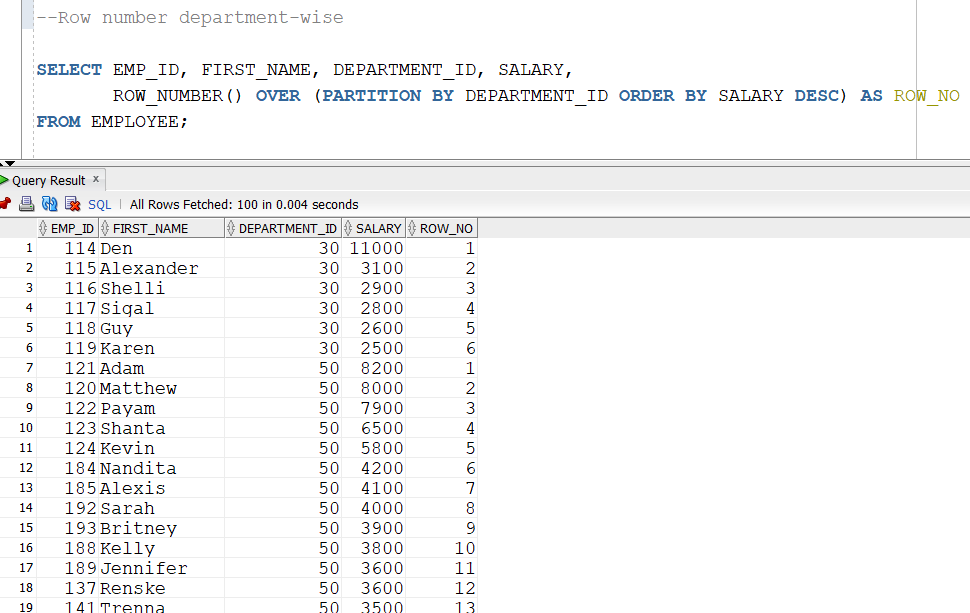 --Row number department-wise
SELECT EMP_ID, FIRST_NAME, DEPARTMENT_ID, SALARY,
ROW_NUMBER() OVER (PARTITION BY DEPARTMENT_ID ORDER BY SALARY DESC) AS ROW_NO
FROM EMPLOYEE;
Query Result ×
SQL | All Rows Fetched: 100 in 0.004 seconds
EMP_ID FIRST_NAME DEPARTMENT_ID SALARY ROW_NO
1 114 Den 30 11000 1
2 115 Alexander 30 3100 2
3 116 Shelli 30 2900 3
4 117 Sigal 30 2800 4
5 118 Guy 30 2600 5
6 119 Karen 30 2500 6
7 121 Adam 50 8200 1
8 120 Matthew 50 8000 2
9 122 Payam 50 7900 3
10 123 Shanta 50 6500 4
11 124 Kevin 50 5800 5
12 184 Nandita 50 4200 6
13 185 Alexis 50 4100 7
14 192 Sarah 50 4000 8
15 193 Britney 50 3900 9
16 188 Kelly 50 3800 10
17 189 Jennifer 50 3600 11
18 137 Renske 50 3600 12
19 141 Trenna 50 3500 13